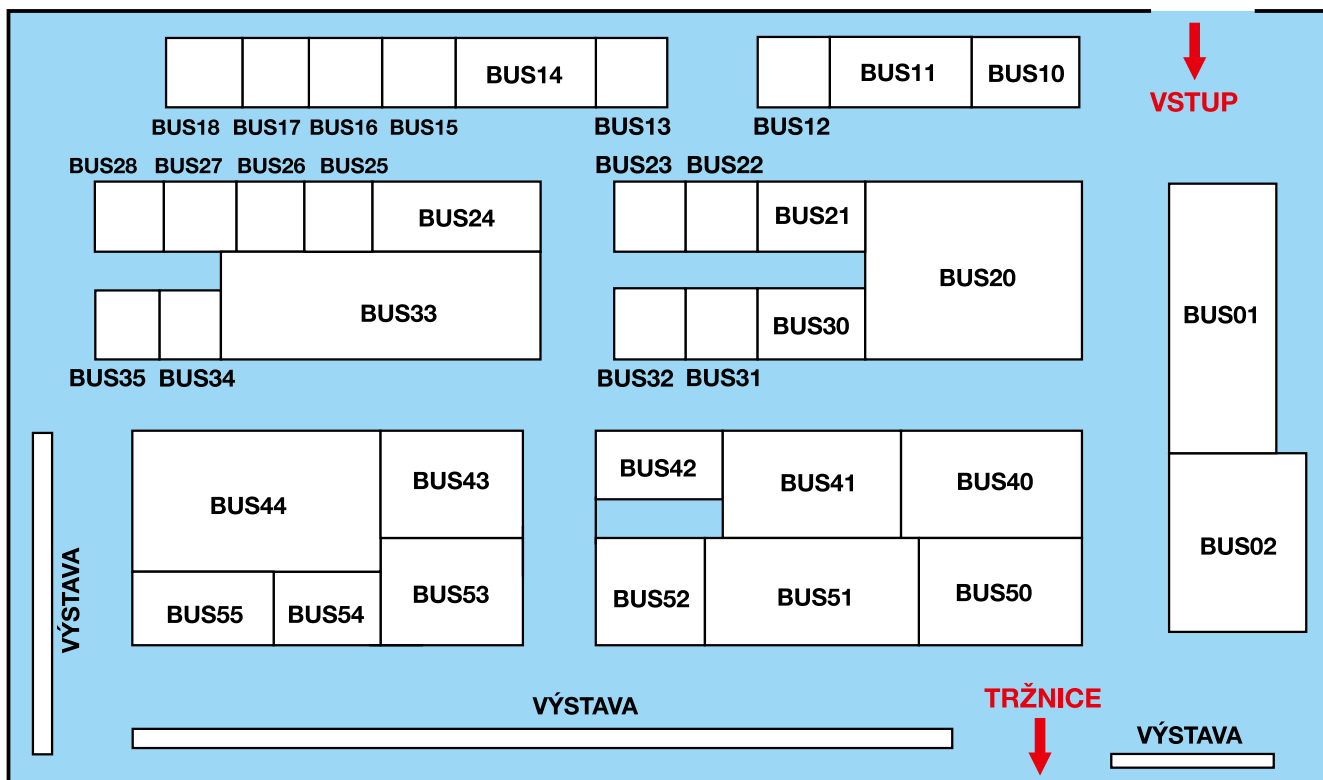 BUS14
BUS11
BUS10
VSTUP
BUS18
BUS17
BUS16
BUS15
BUS13
BUS12
BUS28
BUS27
BUS26
BUS25
BUS23
BUS22
BUS24
BUS21
BUS20
BUS01
BUS33
BUS30
BUS35
BUS34
BUS32
BUS31
BUS43
BUS42
BUS41
BUS40
BUS44
BUS02
VÝSTAVA
BUS55
BUS54
BUS53
BUS52
BUS51
BUS50
VÝSTAVA
TRŽNICE
VÝSTAVA